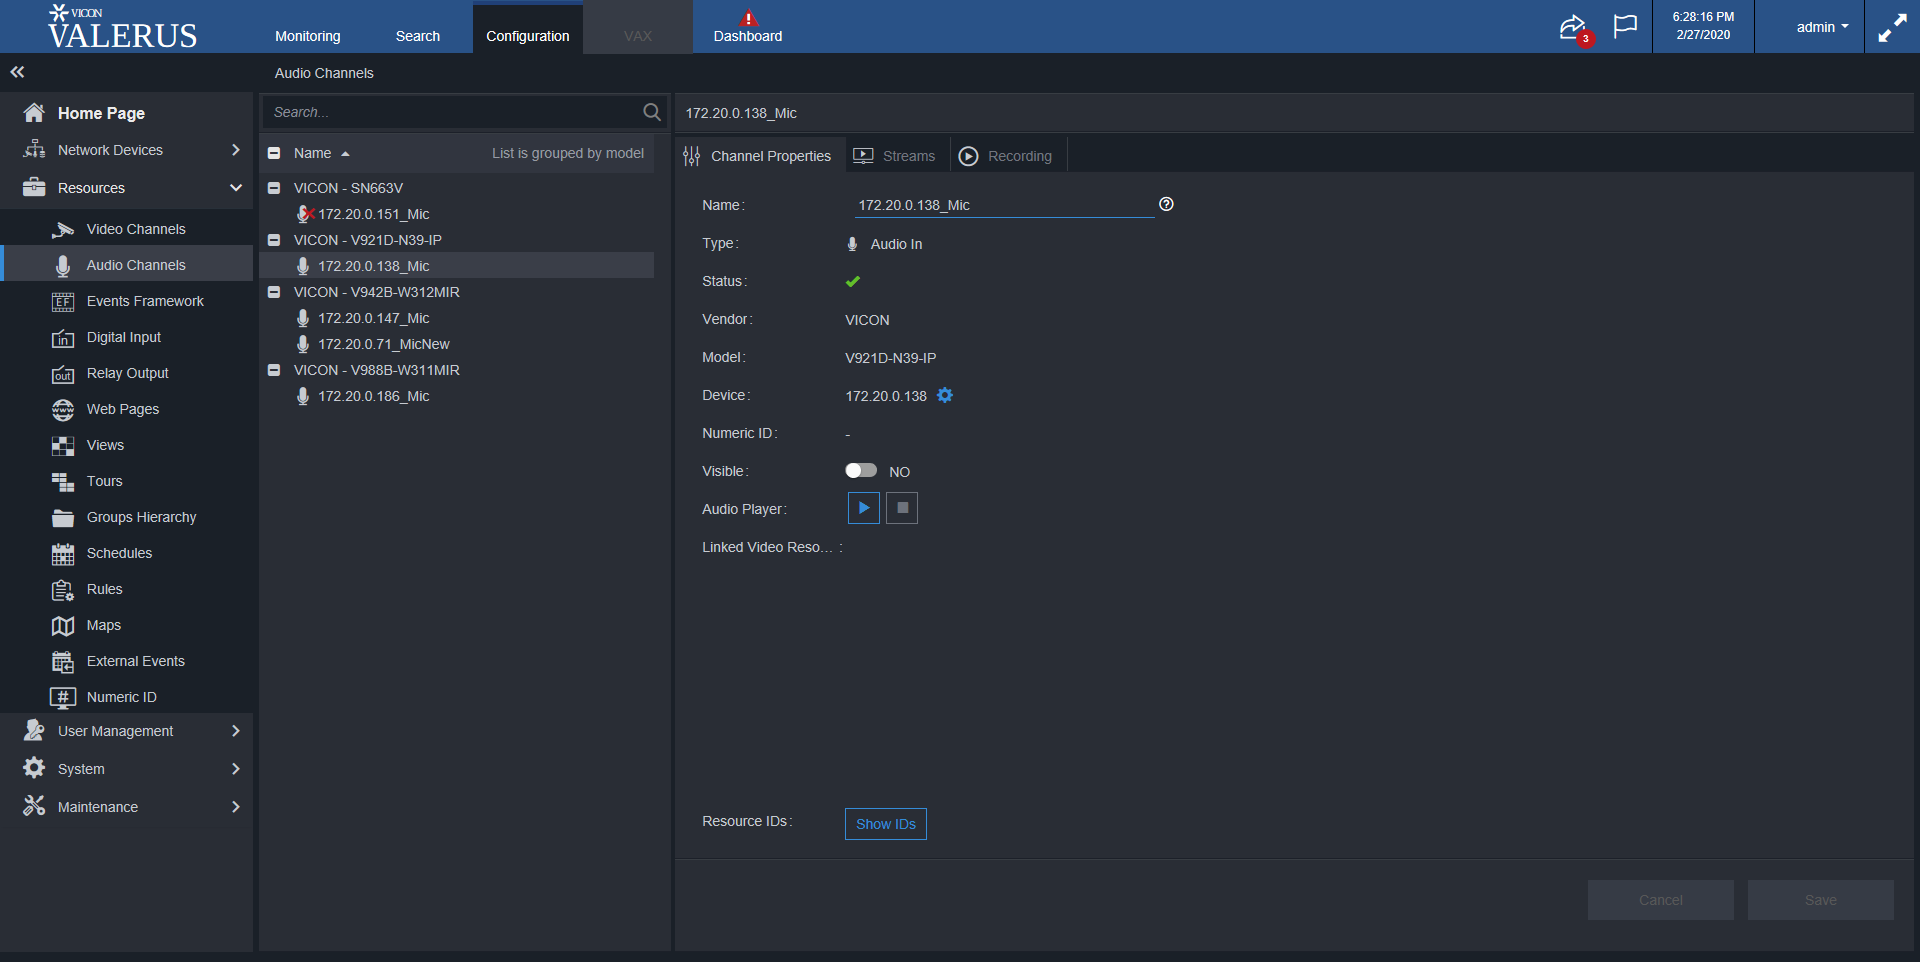 VICON
VALERUS
Monitoring
Search
Configuration
VAX
Dashboard
3
6:28:16 PM
2/27/2020
admin
Audio Channels
Home Page
Network Devices
Resources
Video Channels
Audio Channels
Events Framework
EF
Digital Input
in
Relay Output
out
Web Pages
www
Views
Tours
Groups Hierarchy
Schedules
Rules
Maps
External Events
Numeric ID
#
User Management
System
Maintenance
Search...
Name
List is grouped by model
VICON - SN663V
172.20.0.151_Mic
VICON - V921D-N39-IP
172.20.0.138_Mic
VICON - V942B-W312MIR
172.20.0.147_Mic
172.20.0.71_MicNew
VICON - V988B-W311MIR
172.20.0.186_Mic
172.20.0.138_Mic
Channel Properties
Streams
Recording
Name: 172.20.0.138_Mic ?
Type: Audio In
Status:
Vendor: VICON
Model: V921D-N39-IP
Device: 172.20.0.138
Numeric ID: -
Visible: NO
Audio Player:
Linked Video Reso... :
Resource IDs: Show IDs
Cancel
Save